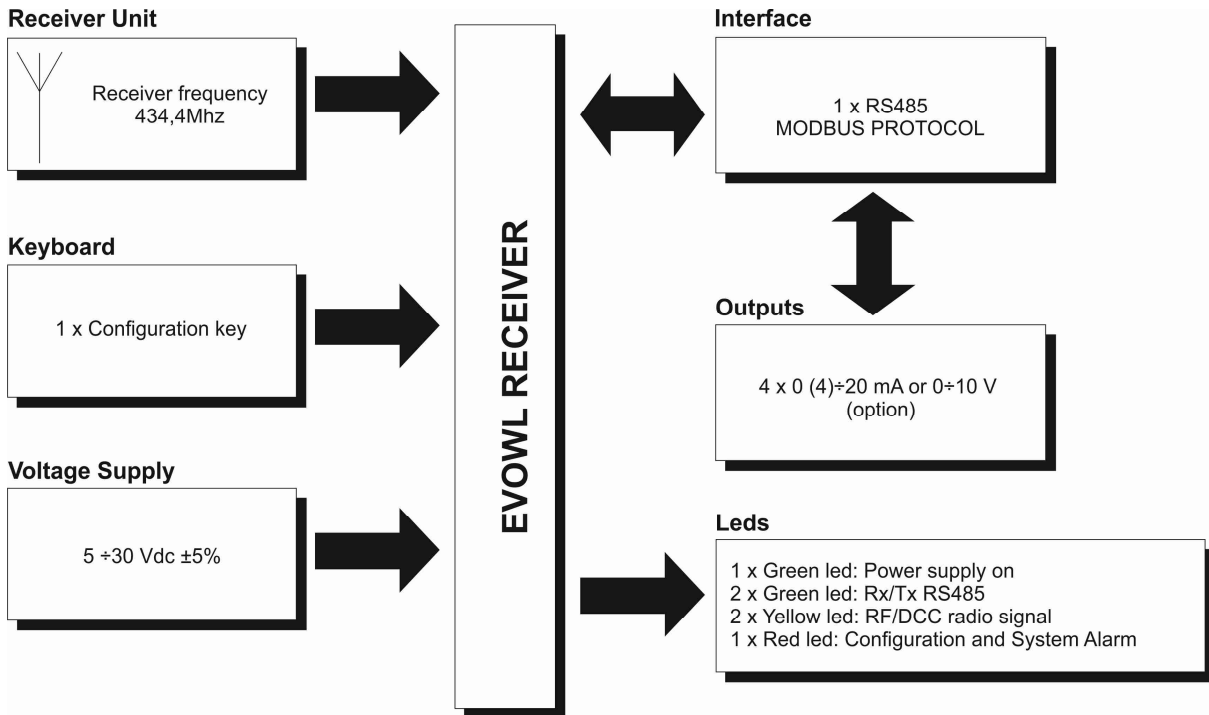 Receiver Unit
Receiver frequency
434,4Mhz
Keyboard
1 x Configuration key
Voltage Supply
5 ÷30 Vdc ±5%
EVOWL RECEIVER
Interface
1 x RS485
MODBUS PROTOCOL
Outputs
4 x 0 (4)÷20 mA or 0÷10 V
(option)
Leds
1 x Green led: Power supply on
2 x Green led: Rx/Tx RS485
2 x Yellow led: RF/DCC radio signal
1 x Red led: Configuration and System Alarm